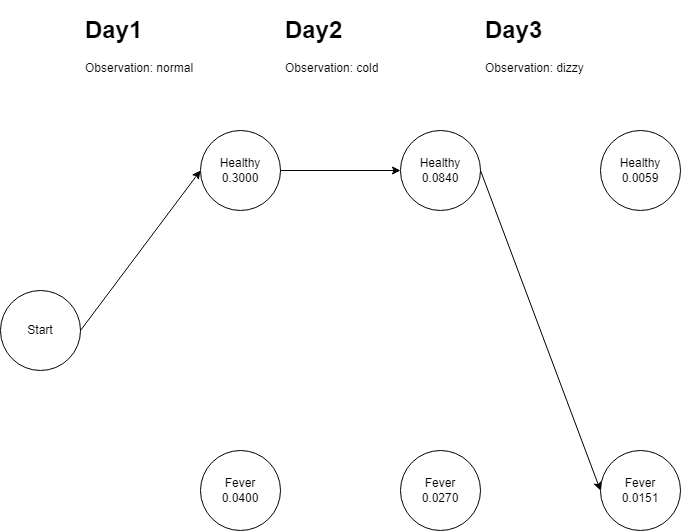 Day1
Day2
Day3
Observation: normal
Observation: cold
Observation: dizzy
Healthy
0.3000
Healthy
0.0840
Healthy
0.0059
Start
Fever
0.0400
Fever
0.0270
Fever
0.0151